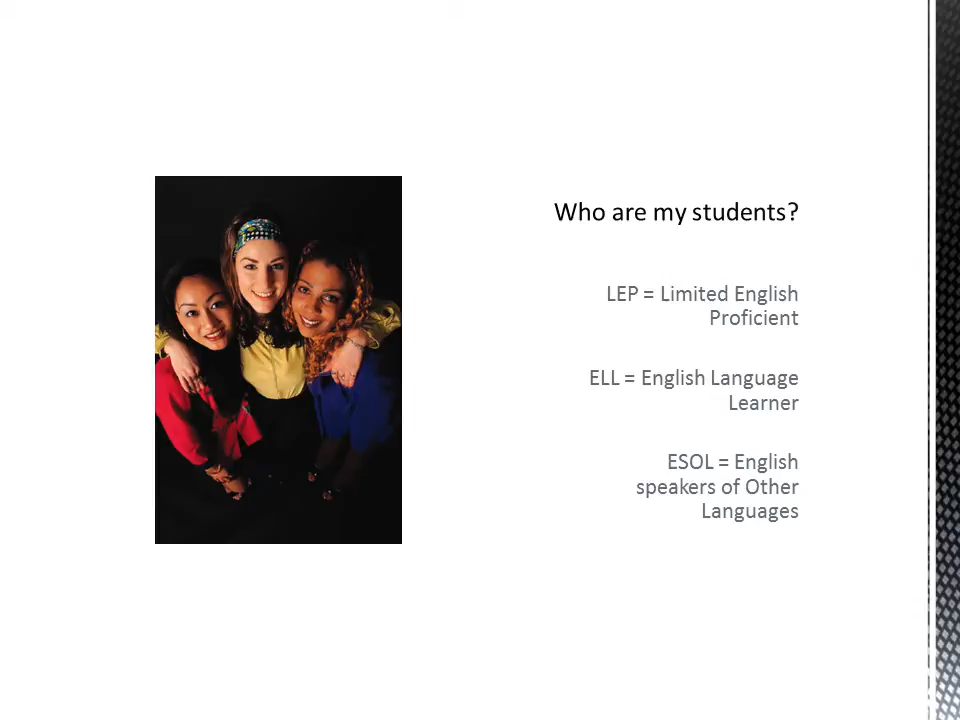 Who are my students?
LEP = Limited English
Proficient
ELL = English Language
Learner
ESOL = English
speakers of Other
Languages